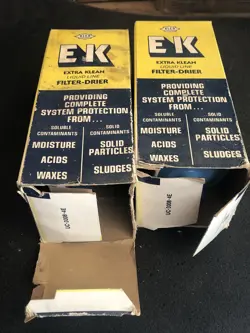 EK
EXTRA KLEAN
LIQUID LINE
FILTER-DRIER
PROVIDING
COMPLETE
SYSTEM PROTECTION
FROM...
SOLUBLE
CONTAMINANTS
SOLID
CONTAMINANTS
MOISTURE
ACIDS
WAXES
SOLID
PARTICLES
SLUDGES
EK
EXTRA KLEAN
LIQUID LINE
FILTER-DRIER
PROVIDING
COMPLETE
SYSTEM PROTECTION
FROM...
SOLUBLE
CONTAMINANTS
SOLID
CONTAMINANTS
MOISTURE
ACIDS
WAXES
SOLID
PARTICLES
SLUDGES